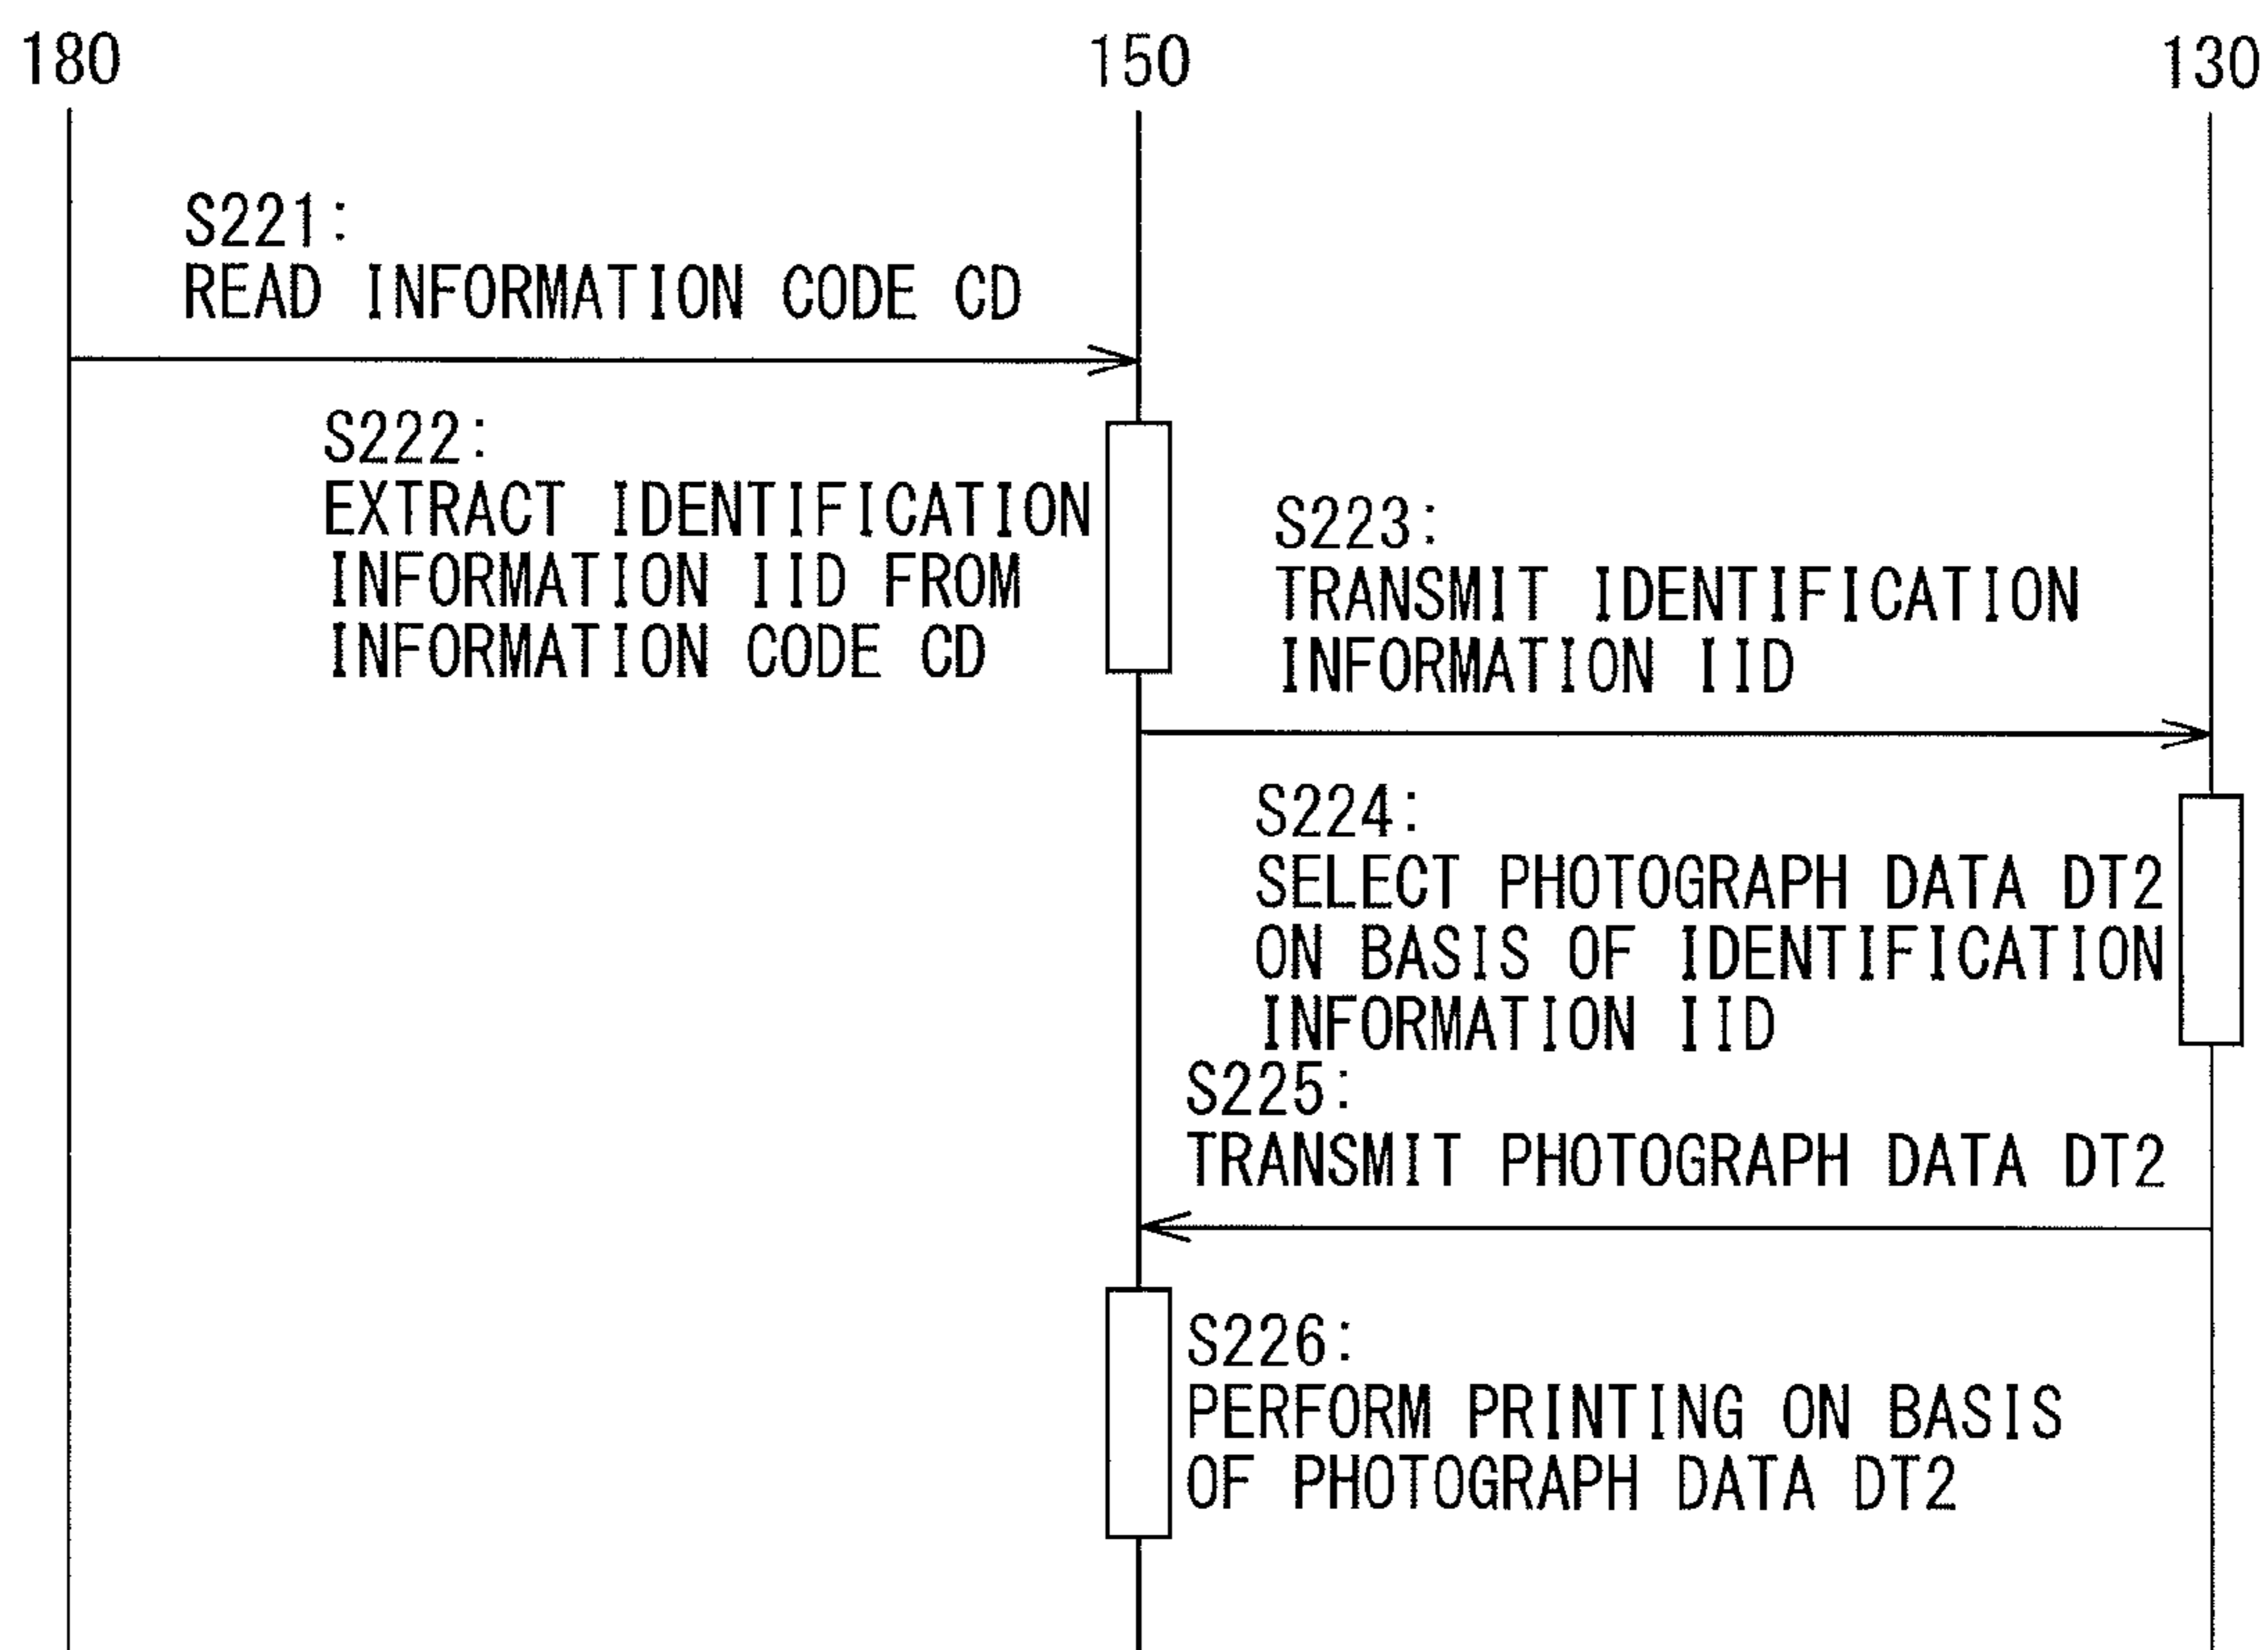 180
150
130
S221:
READ INFORMATION CODE CD
S222:
EXTRACT IDENTIFICATION
INFORMATION IID FROM
INFORMATION CODE CD
S223:
TRANSMIT IDENTIFICATION
INFORMATION IID
S224:
SELECT PHOTOGRAPH DATA DT2
ON BASIS OF IDENTIFICATION
INFORMATION IID
S225:
TRANSMIT PHOTOGRAPH DATA DT2
S226:
PERFORM PRINTING ON BASIS
OF PHOTOGRAPH DATA DT2